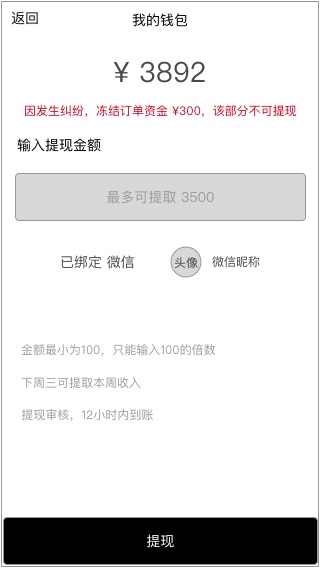 返回
我的钱包
¥ 3892
因发生纠纷，冻结订单资金 ¥300，该部分不可提现
输入提现金额
最多可提取 3500
已绑定 微信
头像
微信昵称
金额最小为100，只能输入100的倍数
下周三可提取本周收入
提现审核，12小时内到账
提现